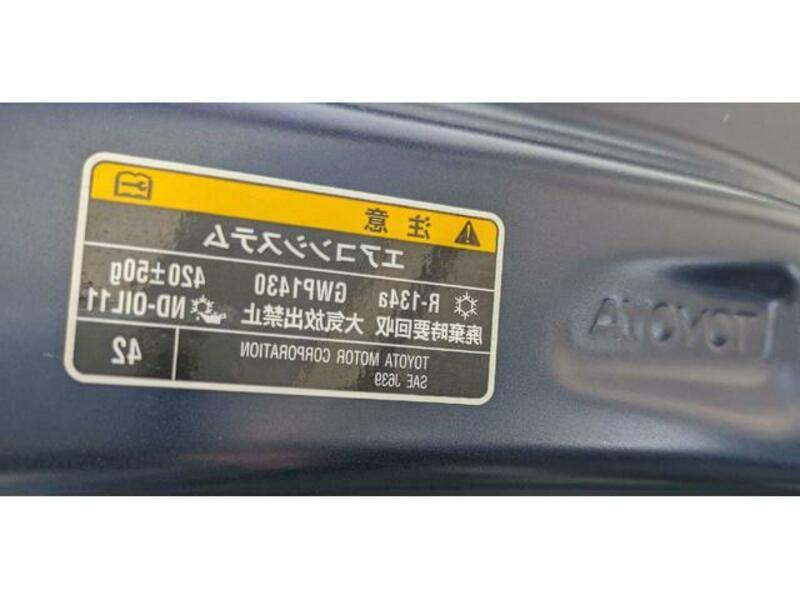 注意
エアコンシステム
R-134a GWP1430 420±50g
廃棄時要回収 大気放出禁止 ND-OIL11
TOYOTA MOTOR CORPORATION 42
SAE J639
TOYOTA